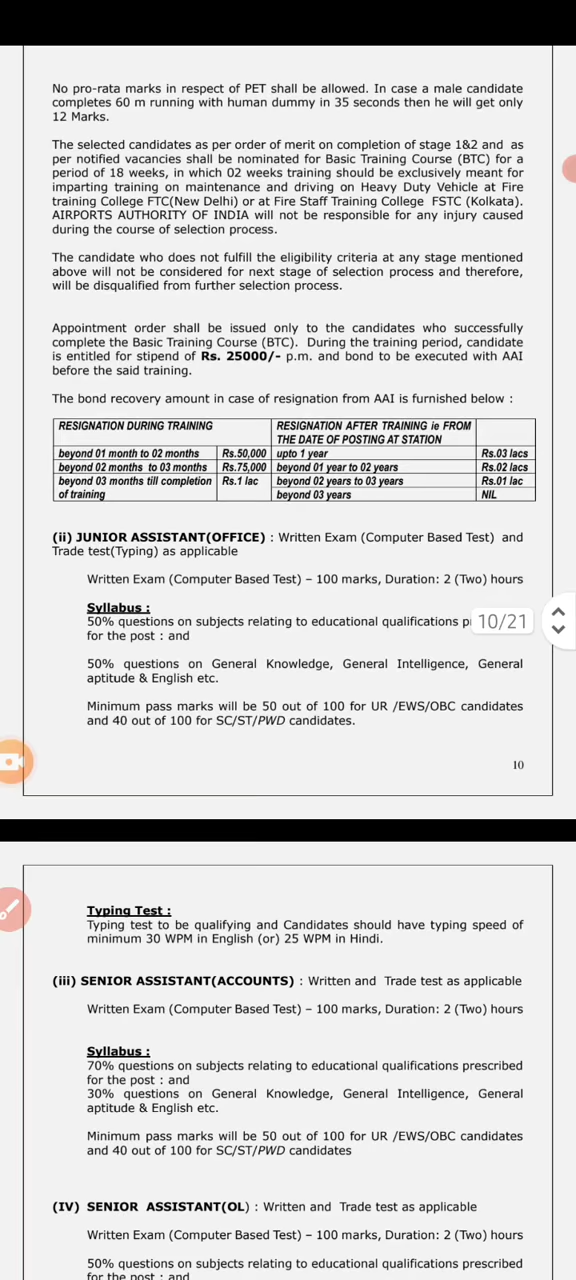 No pro-rata marks in respect of PET shall be allowed. In case a male candidate
completes 60 m running with human dummy in 35 seconds then he will get only
12 Marks.
The selected candidates as per order of merit on completion of stage 1&2 and as
per notified vacancies shall be nominated for Basic Training Course (BTC) for a
period of 18 weeks, in which 02 weeks training should be exclusively meant for
imparting training on maintenance and driving on Heavy Duty Vehicle at Fire
training College FTC(New Delhi) or at Fire Staff Training College FSTC (Kolkata).
AIRPORTS AUTHORITY OF INDIA will not be responsible for any injury caused
during the course of selection process.
The candidate who does not fulfill the eligibility criteria at any stage mentioned
above will not be considered for next stage of selection process and therefore,
will be disqualified from further selection process.
Appointment order shall be issued only to the candidates who successfully
complete the Basic Training Course (BTC). During the training period, candidate
is entitled for stipend of Rs. 25000/- p.m. and bond to be executed with AAI
before the said training.
The bond recovery amount in case of resignation from AAI is furnished below :
RESIGNATION DURING TRAINING RESIGNATION AFTER TRAINING ie FROM
THE DATE OF POSTING AT STATION
beyond 01 month to 02 months Rs.50,000 upto 1 year Rs.03 lacs
beyond 02 months to 03 months Rs.75,000 beyond 01 year to 02 years Rs.02 lacs
beyond 03 months till completion Rs.1 lac beyond 02 years to 03 years Rs.01 lac
of training beyond 03 years NIL
(ii) JUNIOR ASSISTANT(OFFICE) : Written Exam (Computer Based Test) and
Trade test(Typing) as applicable
Written Exam (Computer Based Test) – 100 marks, Duration: 2 (Two) hours
Syllabus :
50% questions on subjects relating to educational qualifications 10/21
for the post : and
50% questions on General Knowledge, General Intelligence, General
aptitude & English etc.
Minimum pass marks will be 50 out of 100 for UR /EWS/OBC candidates
and 40 out of 100 for SC/ST/PWD candidates.
10
Typing Test :
Typing test to be qualifying and Candidates should have typing speed of
minimum 30 WPM in English (or) 25 WPM in Hindi.
(iii) SENIOR ASSISTANT(ACCOUNTS) : Written and Trade test as applicable
Written Exam (Computer Based Test) – 100 marks, Duration: 2 (Two) hours
Syllabus :
70% questions on subjects relating to educational qualifications prescribed
for the post : and
30% questions on General Knowledge, General Intelligence, General
aptitude & English etc.
Minimum pass marks will be 50 out of 100 for UR /EWS/OBC candidates
and 40 out of 100 for SC/ST/PWD candidates
(IV) SENIOR ASSISTANT(OL) : Written and Trade test as applicable
Written Exam (Computer Based Test) – 100 marks, Duration: 2 (Two) hours
50% questions on subjects relating to educational qualifications prescribed
for the post : and